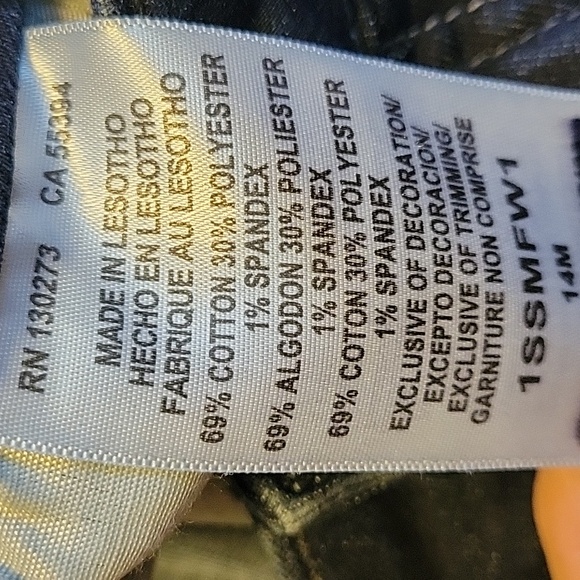 RN 130273 CA
MADE IN LESOTHO
HECHO EN LESOTHO
FABRIQUE AU LESOTHO
69% COTTON 30% POLYESTER
1% SPANDEX
69% ALGODON 30% POLIESTER
1% SPANDEX
69% COTON 30% POLYESTER
1% SPANDEX
EXCLUSIVE OF DECORATION/
EXCEPTO DECORACION/
EXCLUSIVE OF TRIMMING/
GARNITURE NON COMPRISE
1SSMFW1
14M